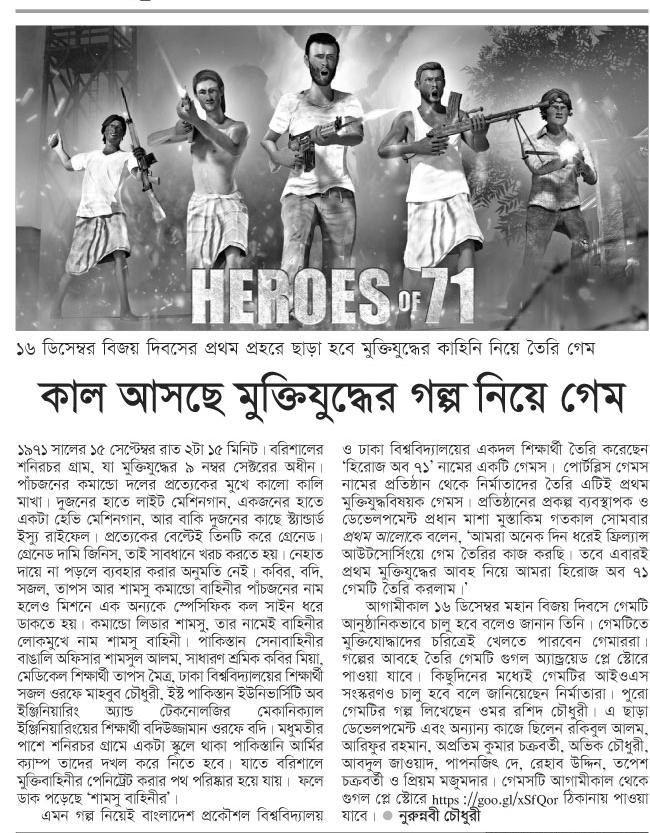 HEROES OF 71
১৬ ডিসেম্বর বিজয় দিবসের প্রথম প্রহরে ছাড়া হবে মুক্তিযুদ্ধের কাহিনি নিয়ে তৈরি গেম
কাল আসছে মুক্তিযুদ্ধের গল্প নিয়ে গেম
১৯৭১ সালের ১৫ সেপ্টেম্বর রাত ২টা ১৫ মিনিট। বরিশালের
শনিরচর গ্রাম, যা মুক্তিযুদ্ধের ৯ নম্বর সেক্টরের অধীন।
পাঁচজনের কমান্ডো দলের প্রত্যেকের মুখে কালো কালি
মাখা। দুজনের হাতে লাইট মেশিনগান, একজনের হাতে
একটা হেভি মেশিনগান, আর বাকি দুজনের কাছে স্ট্যান্ডার্ড
ইস্যু রাইফেল। প্রত্যেকের বেল্টেই তিনটি করে গ্রেনেড।
গ্রেনেড দামি জিনিস, তাই সাবধানে খরচ করতে হয়। নেহাত
দায়ে না পড়লে ব্যবহার করার অনুমতি নেই। কবির, বদি,
সজল, তাপস আর শামসু কমান্ডো বাহিনীর পাঁচজনের নাম
হলেও মিশনে এক অন্যকে স্পেসিফিক কল সাইন ধরে
ডাকতে হয়। কমান্ডো লিডার শামসু, তার নামেই বাহিনীর
লোকমুখে নাম শামসু বাহিনী। পাকিস্তান সেনাবাহিনীর
বাঙালি অফিসার শামসুল আলম, সাধারণ শ্রমিক কবির মিয়া,
মেডিকেল শিক্ষার্থী তাপস মৈত্র, ঢাকা বিশ্ববিদ্যালয়ের শিক্ষার্থী
সজল ওরফে মাহবুব চৌধুরী, ইষ্ট পাকিস্তান ইউনিভার্সিটি অব
ইঞ্জিনিয়ারিং অ্যান্ড টেকনোলজির মেকানিক্যাল
ইঞ্জিনিয়ারিংয়ের শিক্ষার্থী বদিউজ্জামান ওরফে বদি। মধুমতীর
পাশে শনিরচর গ্রামে একটা স্কুলে থাকা পাকিস্তানি আর্মির
ক্যাম্প তাদের দখল করে নিতে হবে। যাতে বরিশালে
মুক্তিবাহিনীর পেনিট্রেট করার পথ পরিষ্কার হয়ে যায়। ফলে
ডাক পড়েছে ‘শামসু বাহিনীর’।
এমন গল্প নিয়েই বাংলাদেশ প্রকৌশল বিশ্ববিদ্যালয়
ও ঢাকা বিশ্ববিদ্যালয়ের একদল শিক্ষার্থী তৈরি করেছেন
‘হিরোজ অব ৭১’ নামের একটি গেমস। পোর্টব্লিস গেমস
নামের প্রতিষ্ঠান থেকে নির্মাতাদের তৈরি এটিই প্রথম
মুক্তিযুদ্ধবিষয়ক গেমস। প্রতিষ্ঠানের প্রকল্প ব্যবস্থাপক ও
ডেভেলপমেন্ট প্রধান মাশা মুস্তাকিম গতকাল সোমবার
প্রথম আলোকে বলেন, ‘আমরা অনেক দিন ধরেই ফ্রিল্যান্স
আউটসোর্সিংয়ে গেম তৈরির কাজ করছি। তবে এবারই
প্রথম মুক্তিযুদ্ধের আবহ নিয়ে আমরা হিরোজ অব ৭১
গেমটি তৈরি করলাম।’
আগামীকাল ১৬ ডিসেম্বর মহান বিজয় দিবসে গেমটি
আনুষ্ঠানিকভাবে চালু হবে বলেও জানান তিনি। গেমটিতে
মুক্তিযোদ্ধাদের চরিত্রেই খেলতে পারবেন গেমাররা।
গল্পের আবহে তৈরি গেমটি গুগল অ্যান্ড্রয়েড প্লে স্টোরে
পাওয়া যাবে। কিছুদিনের মধ্যেই গেমটির আইওএস
সংস্করণও চালু হবে বলে জানিয়েছেন নির্মাতারা। পুরো
গেমটির গল্প লিখেছেন ওমর রশিদ চৌধুরী। এ ছাড়া
ডেভেলপমেন্ট এবং অন্যান্য কাজে ছিলেন রকিবুল আলম,
আরিফুর রহমান, অপ্রতিম কুমার চক্রবর্তী, অভিক চৌধুরী,
আবদুল জাওয়াদ, পাপনজিৎ দে, রেহাব উদ্দিন, তপেশ
চক্রবর্তী ও প্রিয়ম মজুমদার। গেমসটি আগামীকাল থেকে
গুগল প্লে স্টোরে https ://goo.gl/xSfQor ঠিকানায় পাওয়া
যাবে। ● নুরুন্নবী চৌধুরী